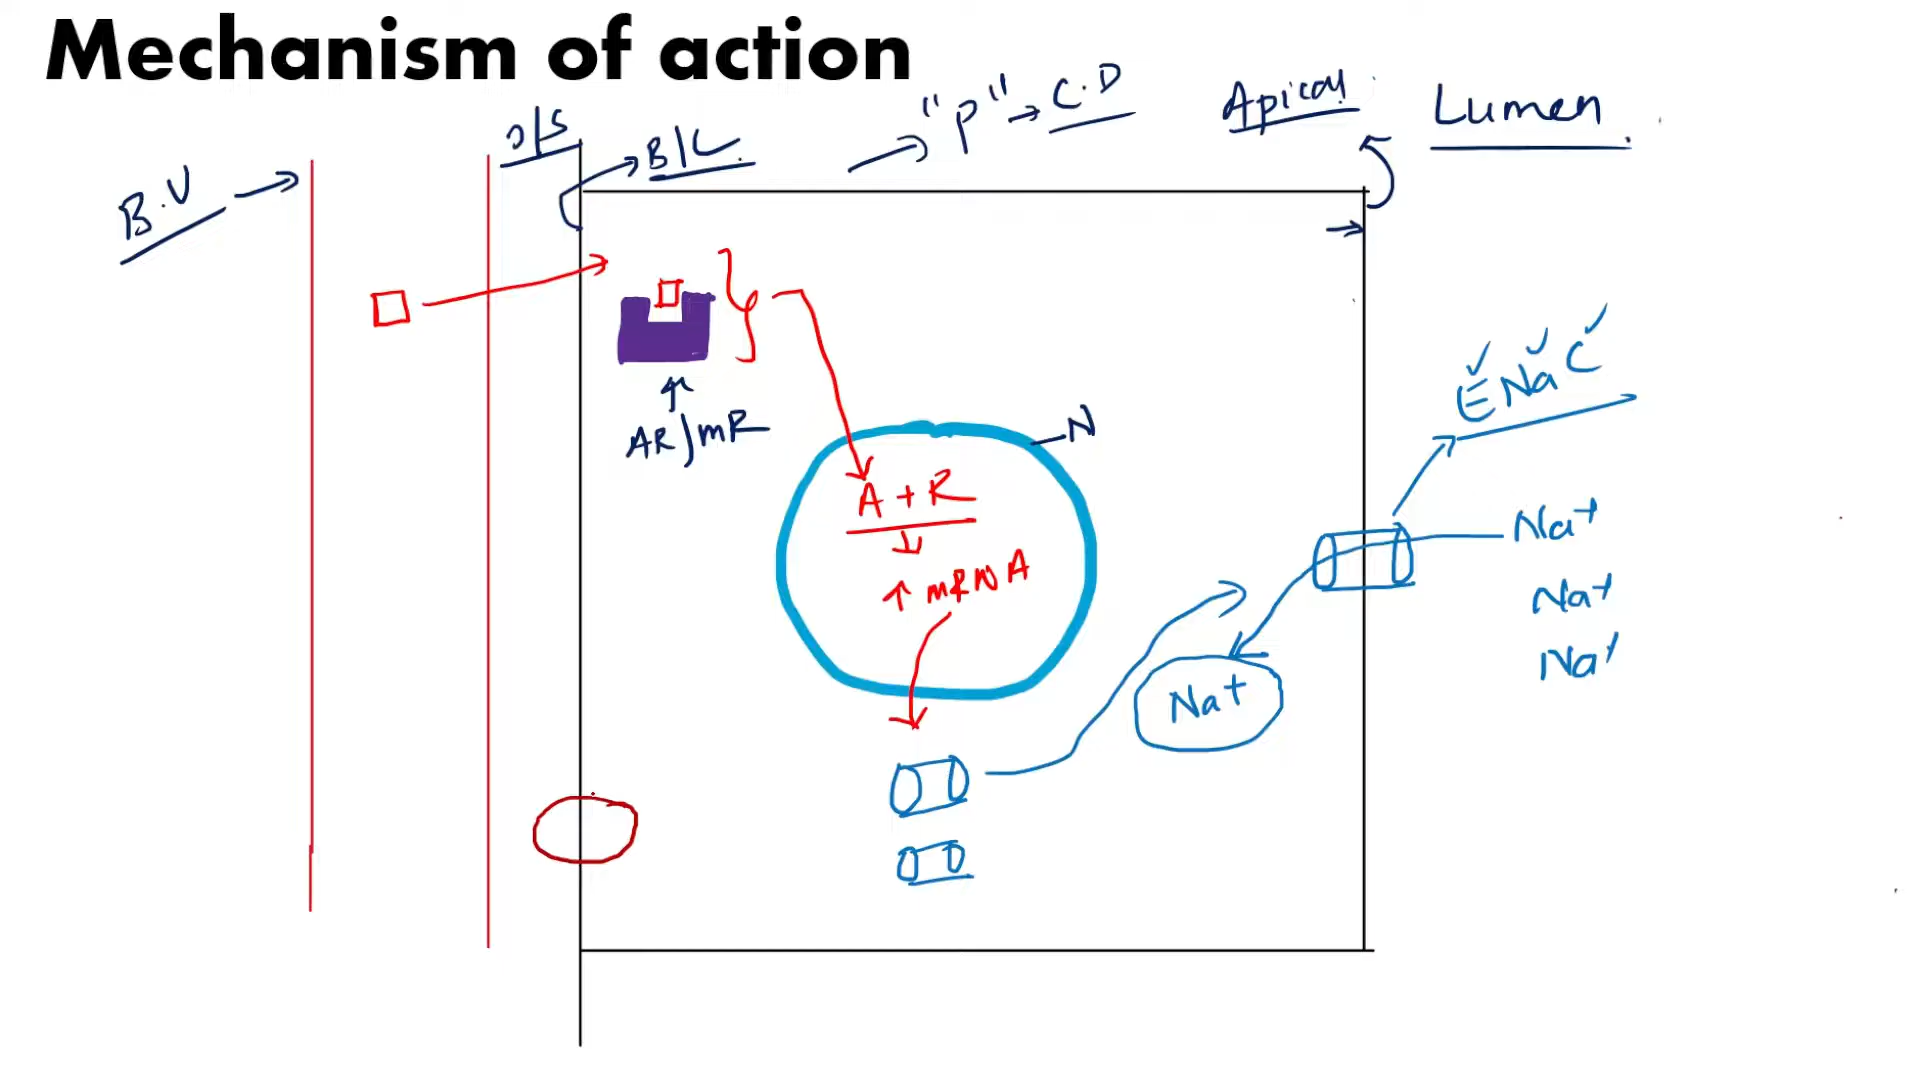 Mechanism of action
B.V
I/S
B/L
"P" → C.D
Apical
Lumen
AR/MR
N
A + R
↑ mRNA
ENaC
Na+
Na+
Na+
Na+